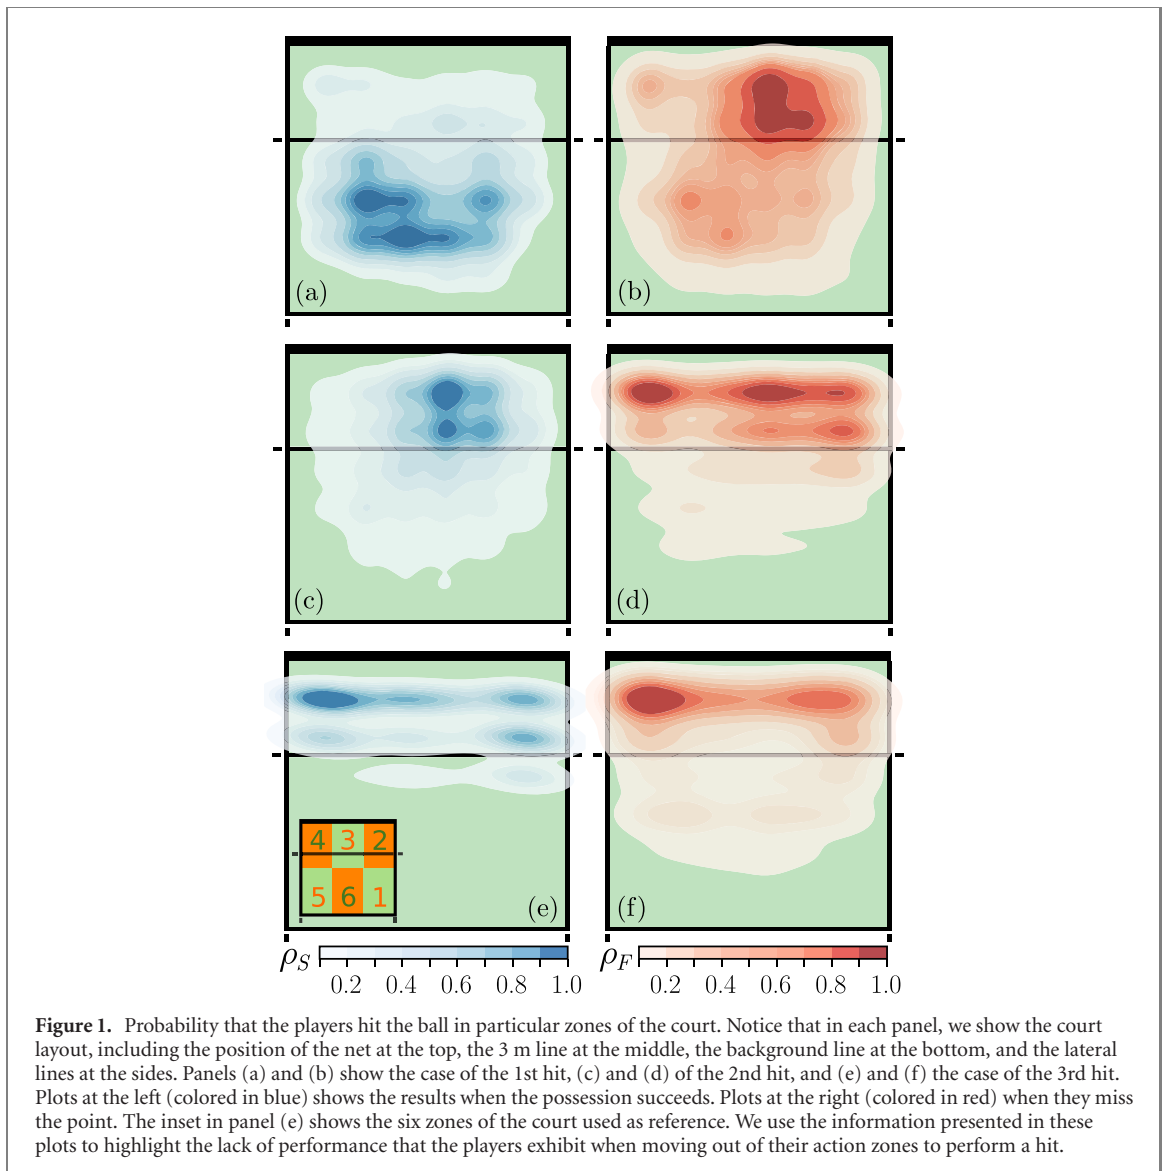 (a)
(b)
(c)
(d)
4 3 2
5 6 1
(e)
(f)
ρS
0.2 0.4 0.6 0.8 1.0
ρF
0.2 0.4 0.6 0.8 1.0
Figure 1. Probability that the players hit the ball in particular zones of the court. Notice that in each panel, we show the court
layout, including the position of the net at the top, the 3 m line at the middle, the background line at the bottom, and the lateral
lines at the sides. Panels (a) and (b) show the case of the 1st hit, (c) and (d) of the 2nd hit, and (e) and (f) the case of the 3rd hit.
Plots at the left (colored in blue) shows the results when the possession succeeds. Plots at the right (colored in red) when they miss
the point. The inset in panel (e) shows the six zones of the court used as reference. We use the information presented in these
plots to highlight the lack of performance that the players exhibit when moving out of their action zones to perform a hit.